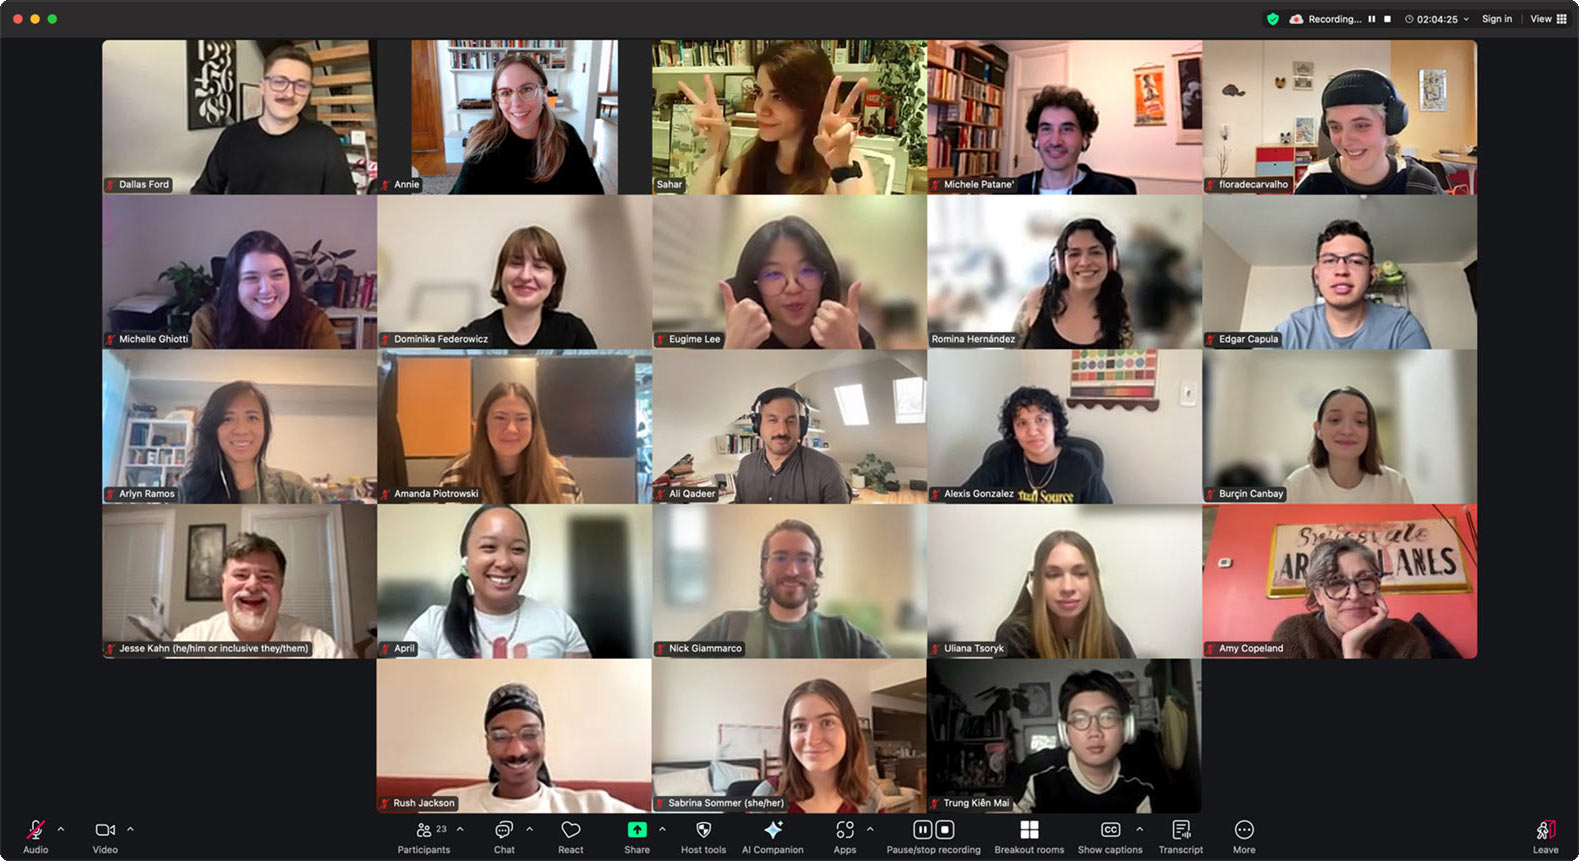 Recording...
02:04:25
Sign in
View
Dallas Ford
Annie
Sahar
Michele Patane'
floradecarvalho
Michelle Ghiotti
Dominika Federowicz
Eugime Lee
Romina Hernández
Edgar Capula
Arlyn Ramos
Amanda Piotrowski
Ali Qadeer
Alexis Gonzalez
Source
Burçin Canbay
Swissvale
LANES
Jesse Kahn (he/him or inclusive they/them)
April
Nick Giammarco
Uliana Tsoryk
Amy Copeland
Rush Jackson
Sabrina Sommer (she/her)
Trung Kiên Mai
Audio
Video
Participants
23
Chat
React
Share
Host tools
AI Companion
Apps
Pause/stop recording
Breakout rooms
CC
Show captions
Transcript
More
Leave